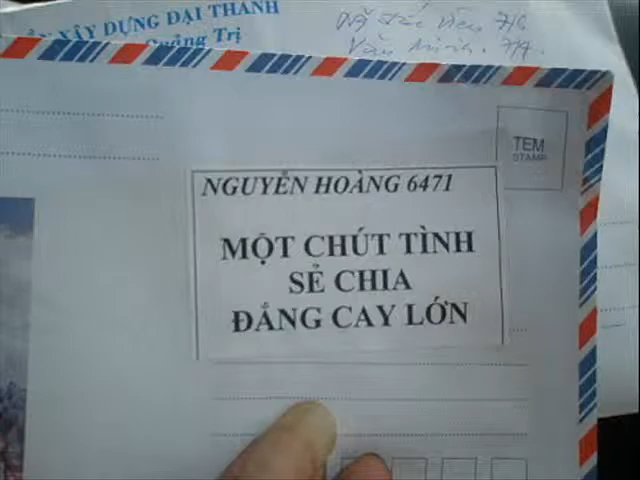 XÂY DỰNG ĐẠI THANH
Quảng Trị
TEM
STAMP
NGUYỄN HOÀNG 6471
MỘT CHÚT TÌNH
SẺ CHIA
ĐẮNG CAY LỚN